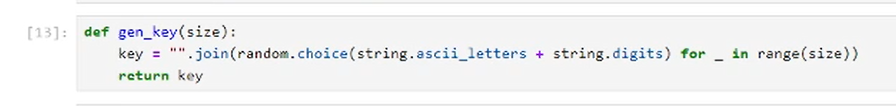 [13]: def gen_key(size):
key = "".join(random.choice(string.ascii_letters + string.digits) for _ in range(size))
return key